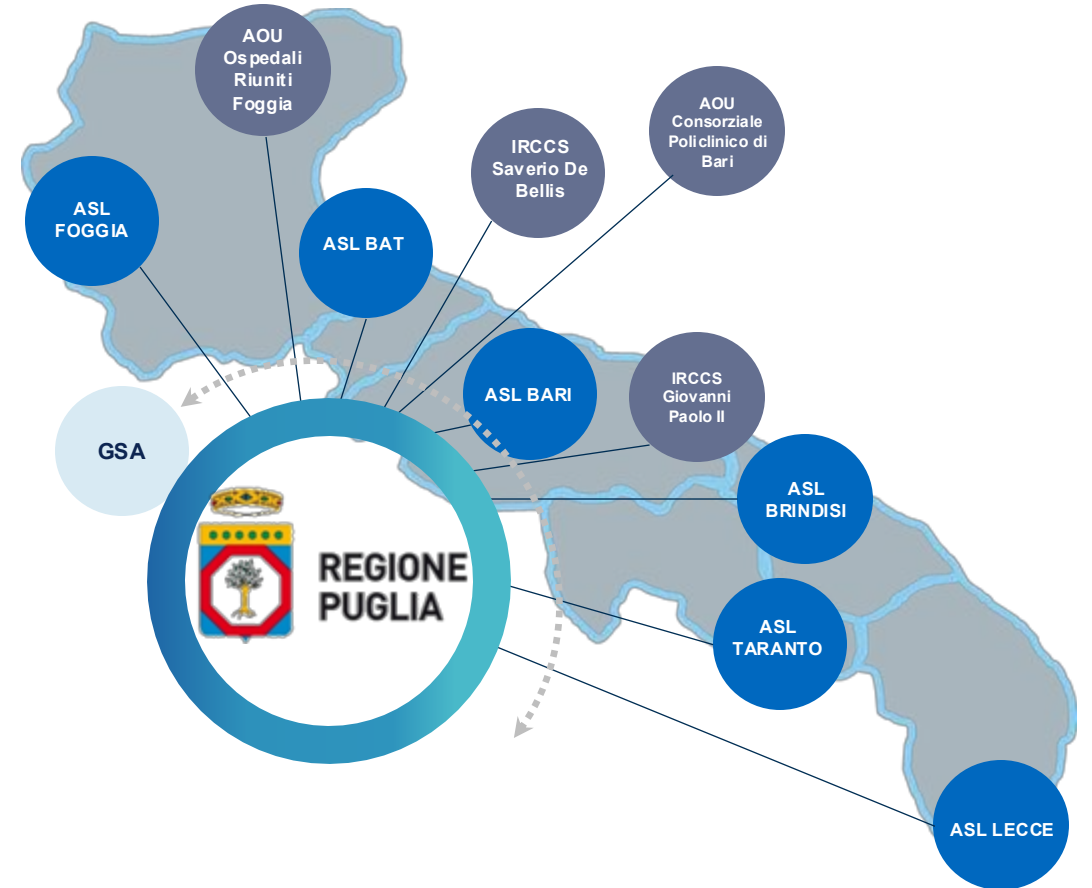 AOU
Ospedali
Riuniti
Foggia
AOU
Consorziale
Policlinico di
Bari
IRCCS
Saverio De
Bellis
ASL
FOGGIA
ASL BAT
ASL BARI
IRCCS
Giovanni
Paolo II
GSA
ASL
BRINDISI
REGIONE
PUGLIA
ASL
TARANTO
ASL LECCE